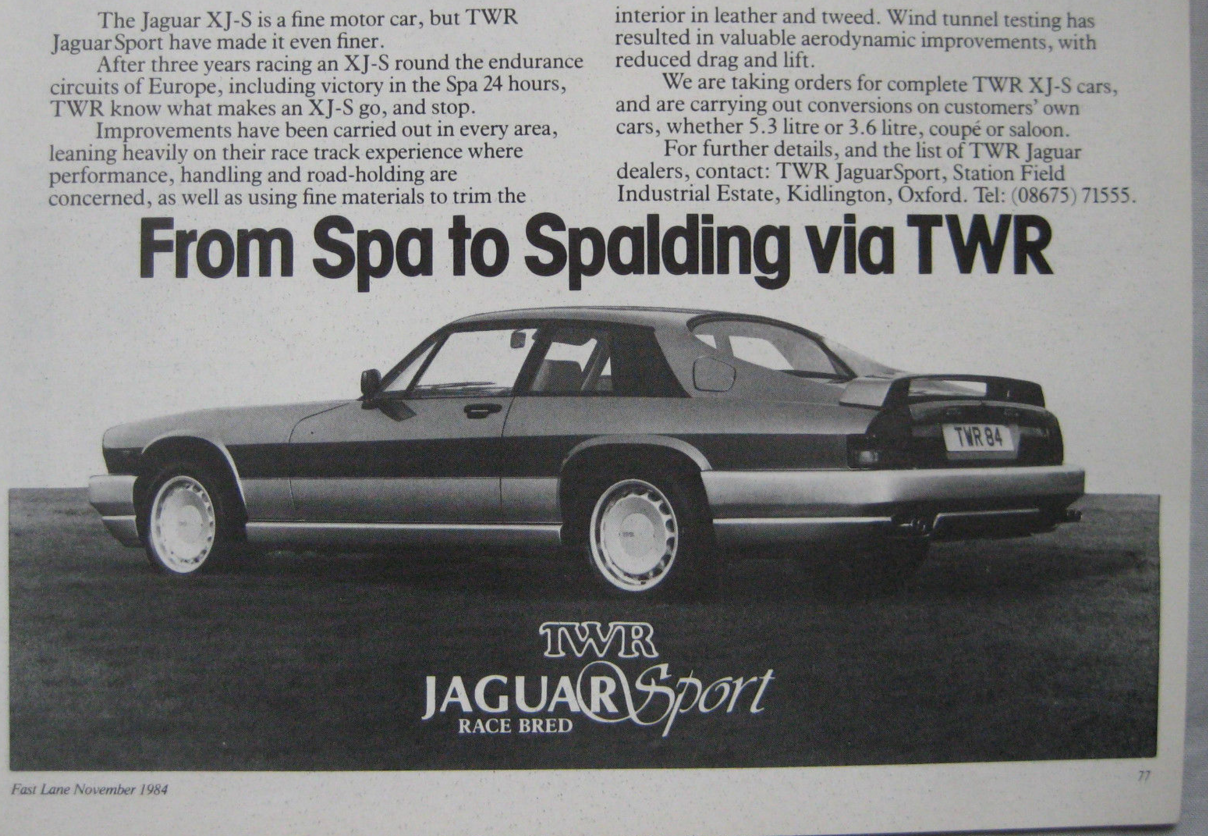 The Jaguar XJ-S is a fine motor car, but TWR
JaguarSport have made it even finer.
After three years racing an XJ-S round the endurance
circuits of Europe, including victory in the Spa 24 hours,
TWR know what makes an XJ-S go, and stop.
Improvements have been carried out in every area,
leaning heavily on their race track experience where
performance, handling and road-holding are
concerned, as well as using fine materials to trim the
interior in leather and tweed. Wind tunnel testing has
resulted in valuable aerodynamic improvements, with
reduced drag and lift.
We are taking orders for complete TWR XJ-S cars,
and are carrying out conversions on customers' own
cars, whether 5.3 litre or 3.6 litre, coupé or saloon.
For further details, and the list of TWR Jaguar
dealers, contact: TWR JaguarSport, Station Field
Industrial Estate, Kidlington, Oxford. Tel: (08675) 71555.
From Spa to Spalding via TWR
TWR 84
TWR
JAGUAR Sport
RACE BRED
Fast Lane November 1984
77